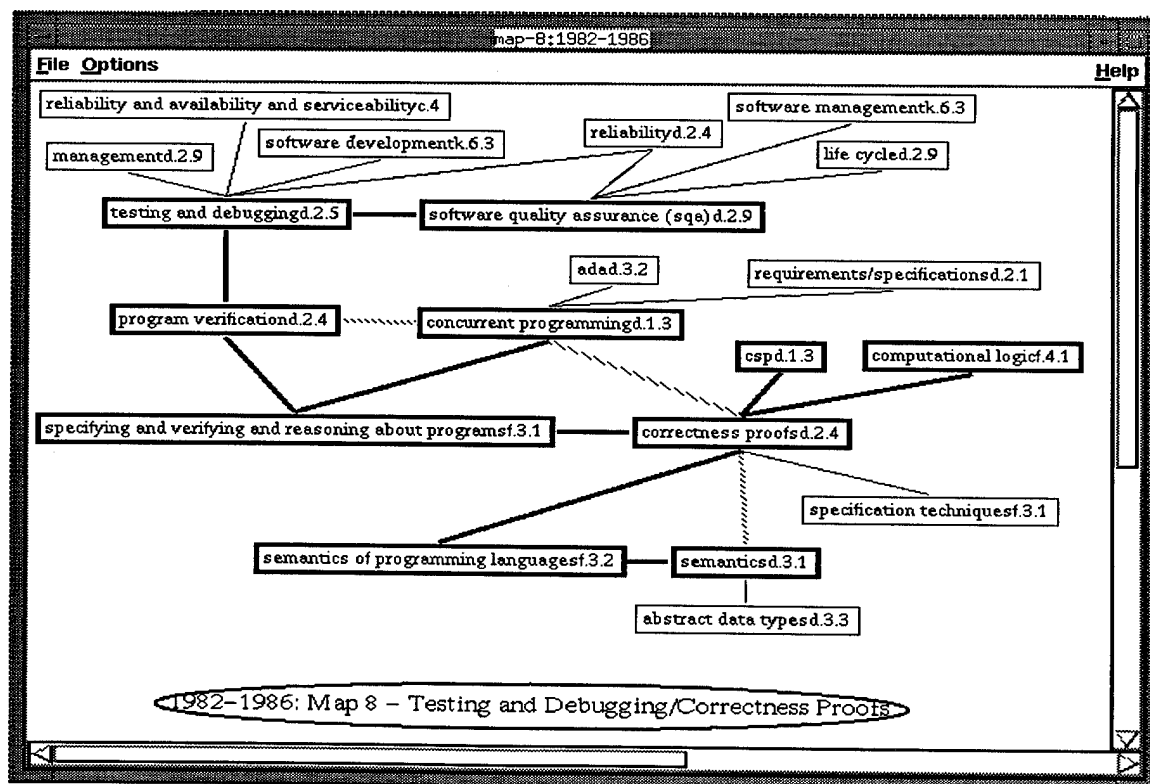 map-8:1982-1986
File Options Help
reliability and availability and serviceabilityc.4
software managementk.6.3
software developmentk.6.3
reliabilityd.2.4
managementd.2.9
life cycled.2.9
testing and debuggingd.2.5
software quality assurance (sqa) d.2.9
adad.3.2
requirements/specificationsd.2.1
program verificationd.2.4
concurrent programmingd.1.3
cspd.1.3
computational logicf.4.1
specifying and verifying and reasoning about programsf.3.1
correctness proofsd.2.4
specification techniquesf.3.1
semantics of programming languagesf.3.2
semanticsd.3.1
abstract data typesd.3.3
1982-1986: Map 8 - Testing and Debugging/Correctness Proofs